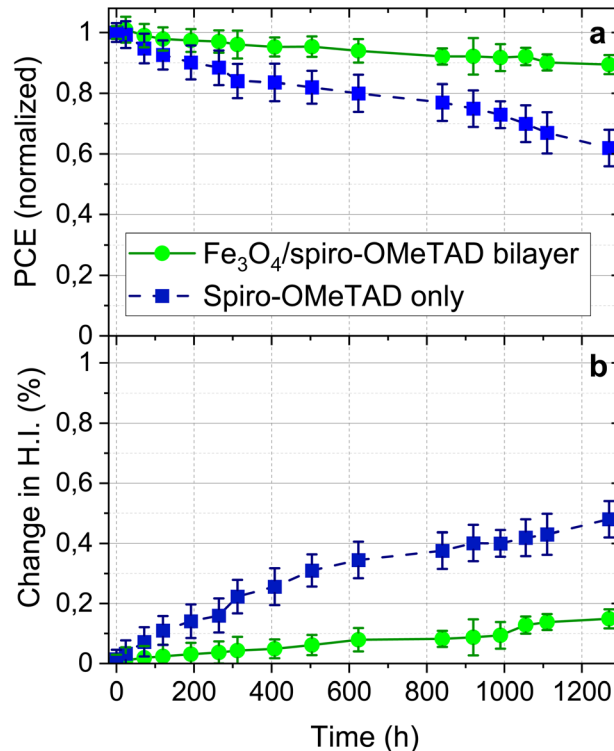 a
1
0,8
0,6
0,4
0,2
0
PCE (normalized)
Fe₃O₄/spiro-OMeTAD bilayer
Spiro-OMeTAD only
b
1
0,8
0,6
0,4
0,2
0
Change in H.I. (%)
0 200 400 600 800 1000 1200
Time (h)